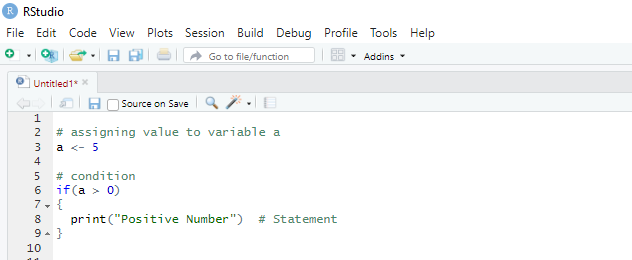 RStudio
File Edit Code View Plots Session Build Debug Profile Tools Help
Go to file/function Addins
Untitled1*
Source on Save
1
2 # assigning value to variable a
3 a <- 5
4
5 # condition
6 if(a > 0)
7 {
8 print("Positive Number") # Statement
9 }
10